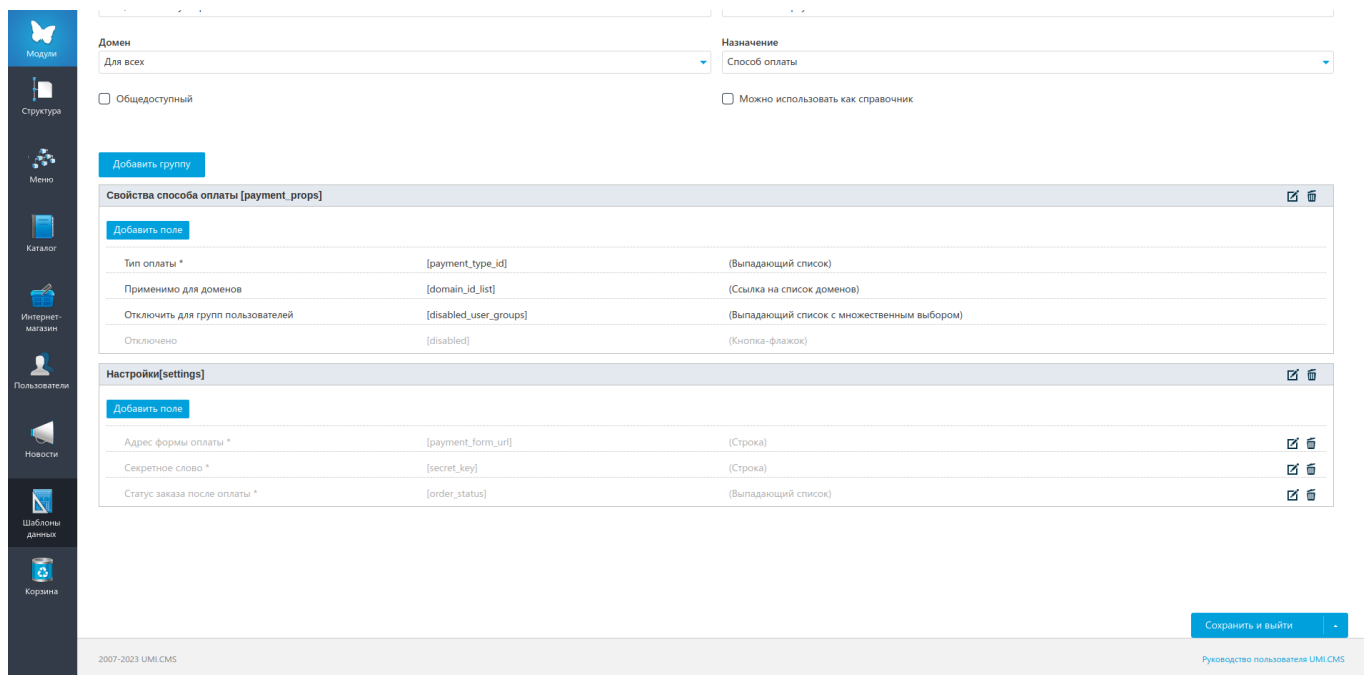 Модули
Структура
Меню
Каталог
Интернет-
магазин
Пользователи
Новости
Шаблоны
данных
Корзина
Домен
Назначение
Для всех
Способ оплаты
Общедоступный
Можно использовать как справочник
Добавить группу
Свойства способа оплаты [payment_props]
Добавить поле
Тип оплаты * [payment_type_id] (Выпадающий список)
Применимо для доменов [domain_id_list] (Ссылка на список доменов)
Отключить для групп пользователей [disabled_user_groups] (Выпадающий список с множественным выбором)
Отключено [disabled] (Кнопка-флажок)
Настройки[settings]
Добавить поле
Адрес формы оплаты * [payment_form_url] (Строка)
Секретное слово * [secret_key] (Строка)
Статус заказа после оплаты * [order_status] (Выпадающий список)
Сохранить и выйти
2007-2023 UMI.CMS
Руководство пользователя UMI.CMS